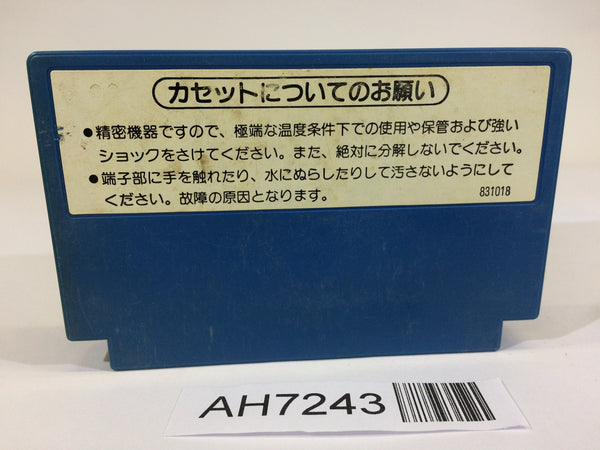 カセットについてのお願い
●精密機器ですので、極端な温度条件下での使用や保管および強い
ショックをさけてください。また、絶対に分解しないでください。
●端子部に手を触れたり、水にぬらしたりして汚さないようにして
ください。故障の原因となります。
831018
AH7243